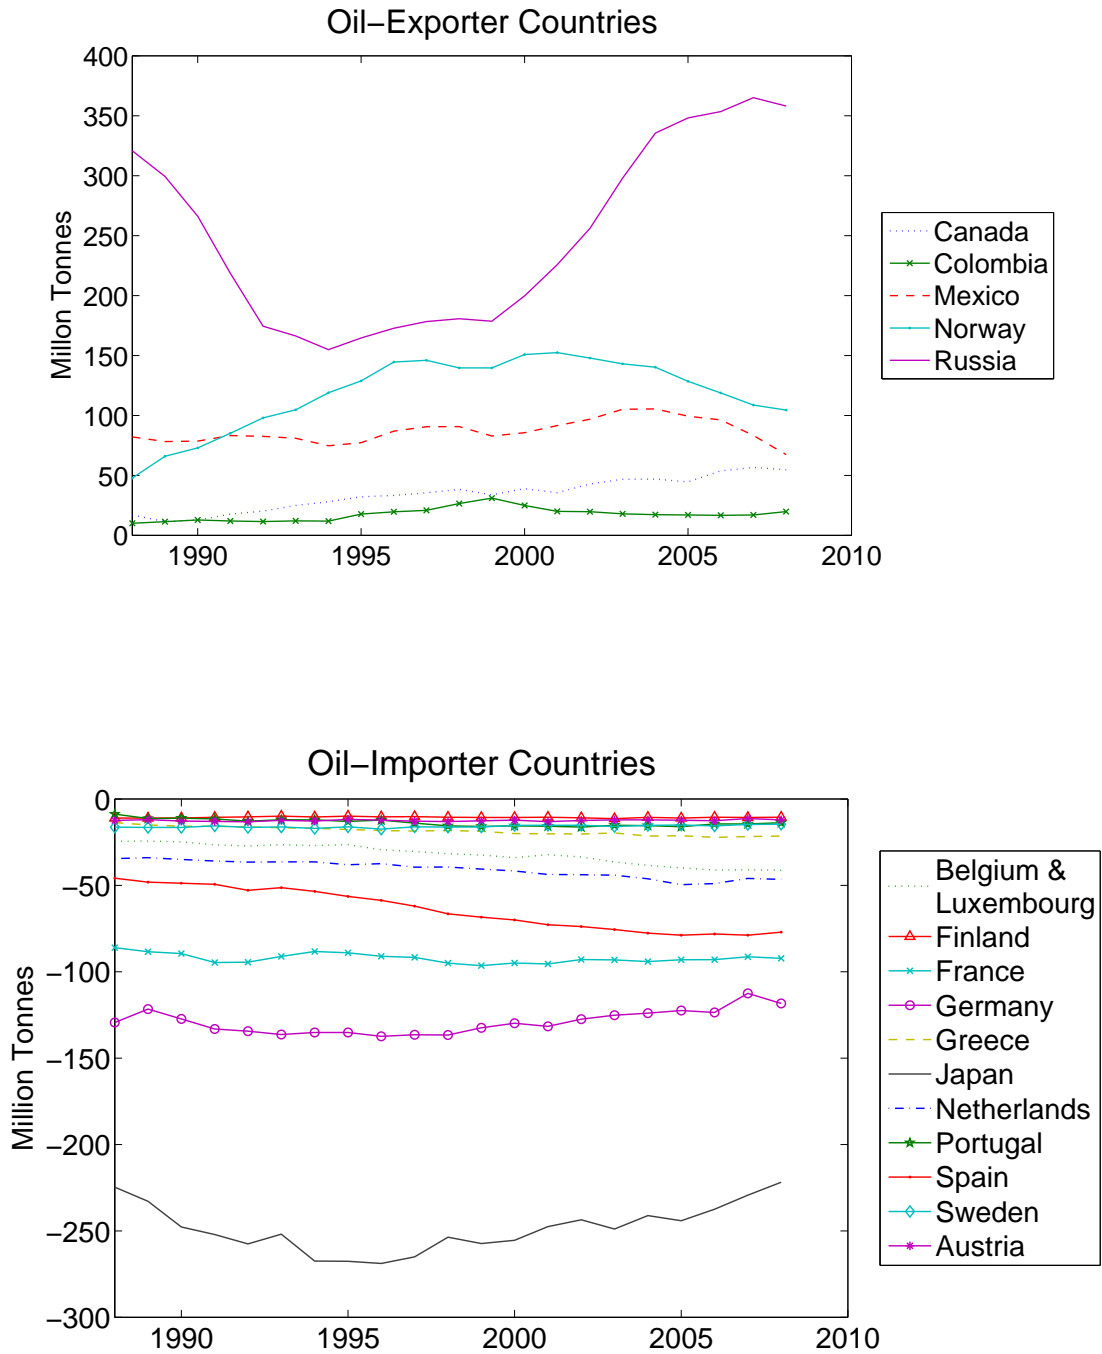 Oil−Exporter Countries
400
350
300
250
200
150
100
50
0
Millon Tonnes
1990
1995
2000
2005
2010
Canada
Colombia
Mexico
Norway
Russia
Oil−Importer Countries
0
−50
−100
−150
−200
−250
−300
Million Tonnes
1990
1995
2000
2005
2010
Belgium &
Luxembourg
Finland
France
Germany
Greece
Japan
Netherlands
Portugal
Spain
Sweden
Austria